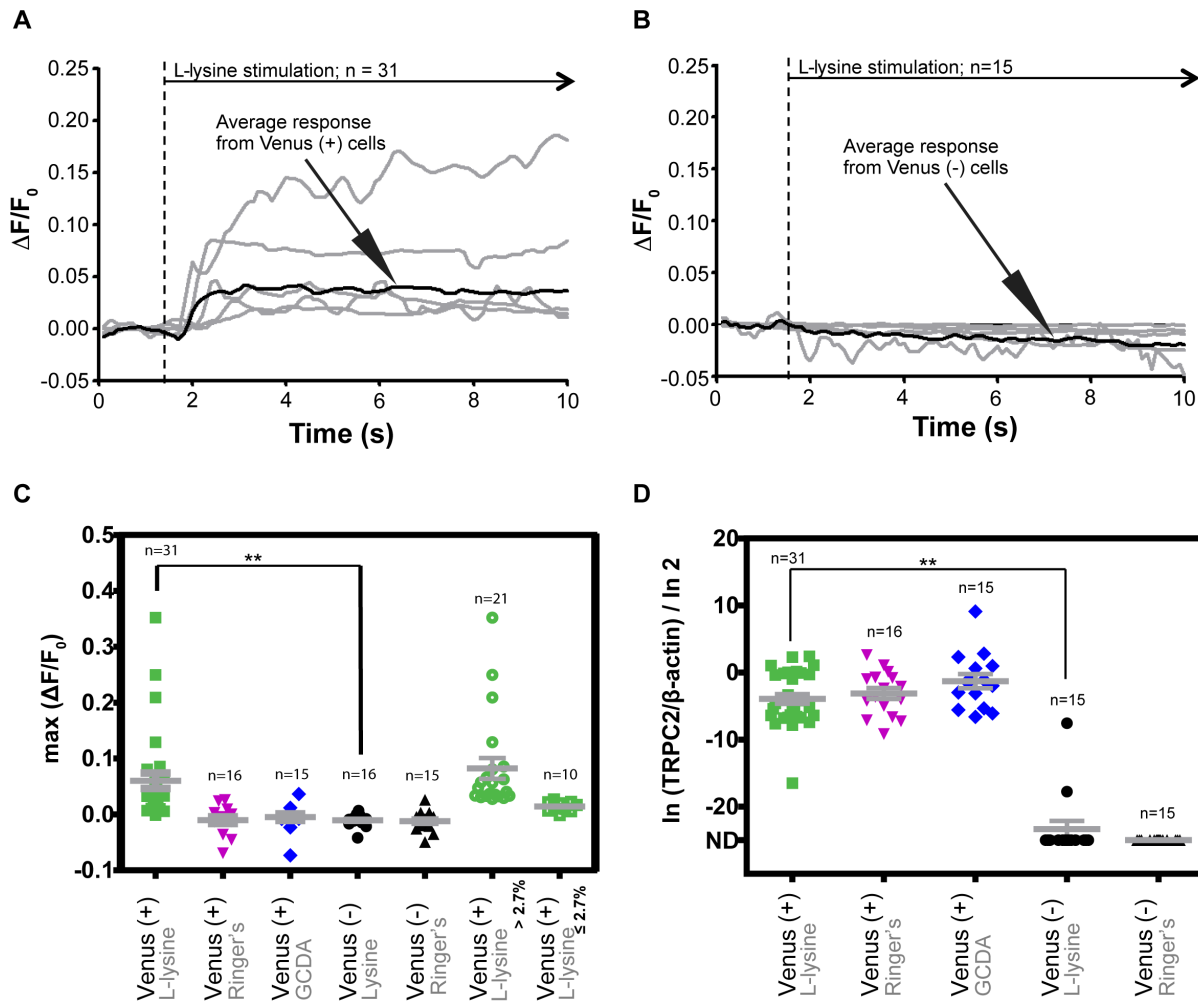 A
L-lysine stimulation; n = 31
Average response
from Venus (+) cells
ΔF/F0
0.25
0.20
0.15
0.10
0.05
0.00
-0.05
0 2 4 6 8 10
Time (s)
B
L-lysine stimulation; n=15
Average response
from Venus (-) cells
ΔF/F0
0.25
0.20
0.15
0.10
0.05
0.00
-0.05
0 2 4 6 8 10
Time (s)
C
max (ΔF/F0)
0.5
0.4
0.3
0.2
0.1
0.0
-0.1
n=31
**
n=16
n=15
n=16
n=15
n=21
n=10
Venus (+)
L-lysine
Venus (+)
Ringer's
Venus (+)
GCDA
Venus (-)
Lysine
Venus (-)
Ringer's
Venus (+)
L-lysine
> 2.7%
Venus (+)
L-lysine
≤ 2.7%
D
ln (TRPC2/β-actin) / ln 2
20
10
0
-10
-20
ND
n=31
**
n=16
n=15
n=15
n=15
Venus (+)
L-lysine
Venus (+)
Ringer's
Venus (+)
GCDA
Venus (-)
L-lysine
Venus (-)
Ringer's